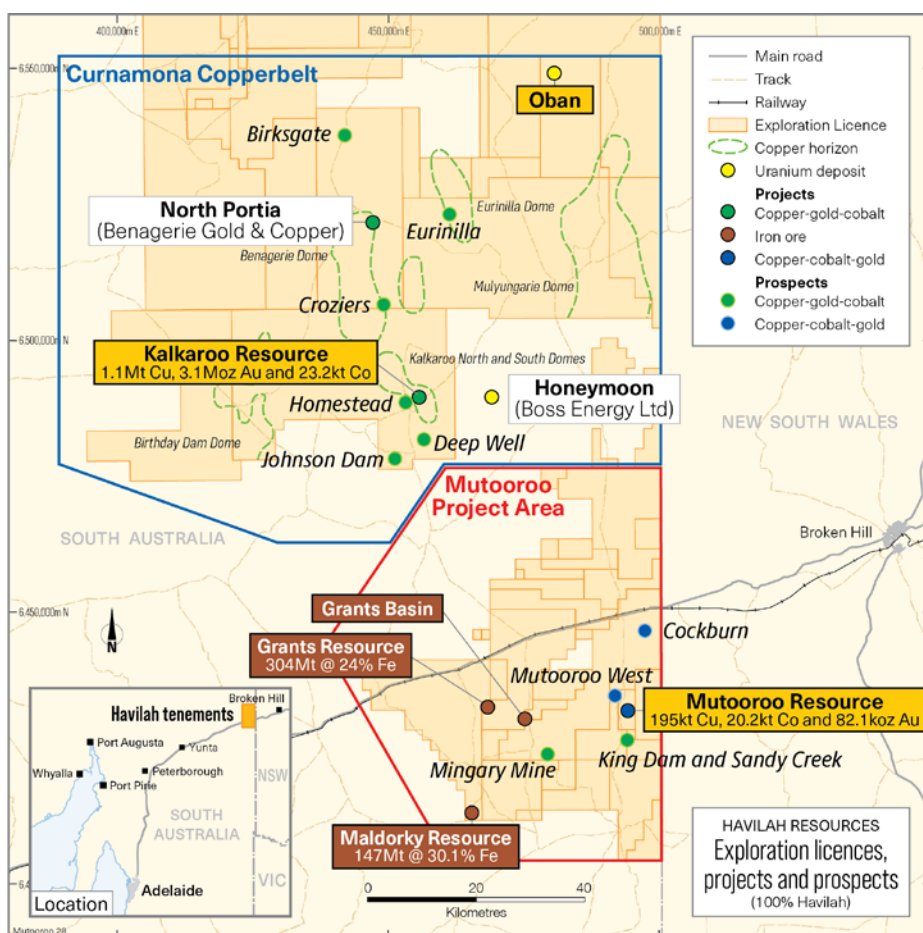 400,000m E
450,000m E
500,000m E
6,550,000m N
Curnamona Copperbelt
Oban
Birksgate
North Portia
(Benagerie Gold & Copper)
Eurinilla Dome
Eurinilla
Benagerie Dome
Mulyungarie Dome
Croziers
6,500,000m N
Kalkaroo Resource
1.1Mt Cu, 3.1Moz Au and 23.2kt Co
Kalkaroo North and South Domes
Honeymoon
(Boss Energy Ltd)
Homestead
Birthday Dam Dome
Deep Well
Johnson Dam
Main road
Track
Railway
Exploration Licence
Copper horizon
Uranium deposit
Projects
Copper-gold-cobalt
Iron ore
Copper-cobalt-gold
Prospects
Copper-gold-cobalt
Copper-cobalt-gold
NEW SOUTH WALES
SOUTH AUSTRALIA
Mutooroo
Project Area
Broken Hill
6,450,000m N
N
Grants Basin
Grants Resource
304Mt @ 24% Fe
Cockburn
Mutooroo West
Mutooroo Resource
195kt Cu, 20.2kt Co and 82.1koz Au
Mingary Mine
King Dam and Sandy Creek
Maldorky Resource
147Mt @ 30.1% Fe
0
20
40
Kilometres
Broken Hill
Havilah tenements
Port Augusta
Yunta
Whyalla
Peterborough
Port Pirie
NSW
SOUTH
AUSTRALIA
VIC
Adelaide
Location
HAVILAH RESOURCES
Exploration licences,
projects and prospects
(100% Havilah)
Mutooroo 28